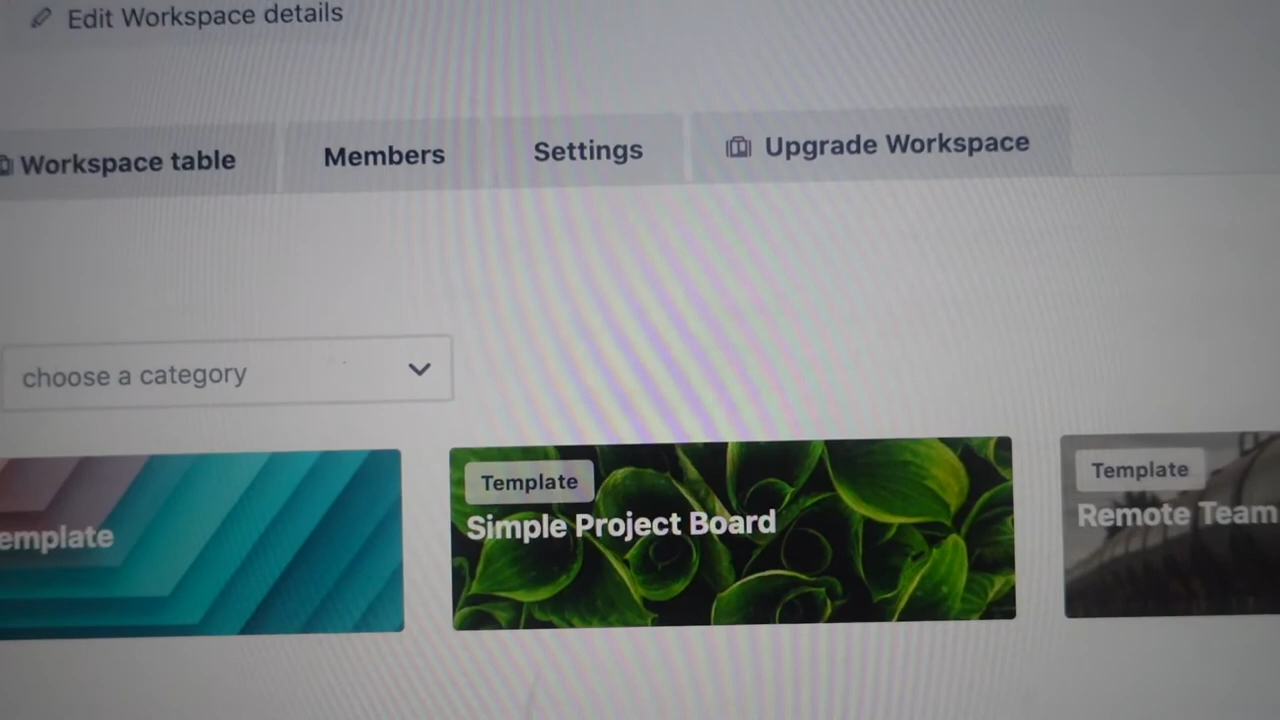 Edit Workspace details
Workspace table
Members
Settings
Upgrade Workspace
choose a category
emplate
Template
Simple Project Board
Template
Remote Team